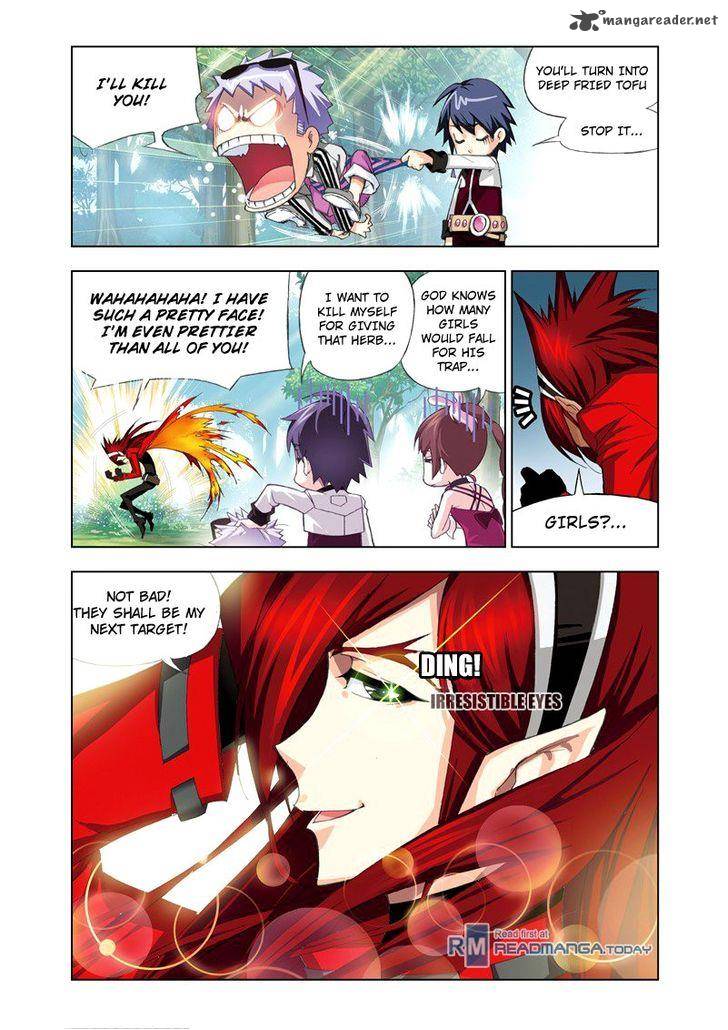 mangareader.net
I'LL KILL
YOU!
YOU'LL TURN INTO
DEEP FRIED TOFU
STOP IT...
WAHAHAHAHA! I HAVE
SUCH A PRETTY FACE!
I'M EVEN PRETTIER
THAN ALL OF YOU!
I WANT TO
KILL MYSELF
FOR GIVING
THAT HERB...
GOD KNOWS
HOW MANY
GIRLS
WOULD FALL
FOR HIS
TRAP...
GIRLS?...
NOT BAD!
THEY SHALL BE MY
NEXT TARGET!
DING!
IRRESISTIBLE EYES
RM
Read first at
READMANGA.TODAY